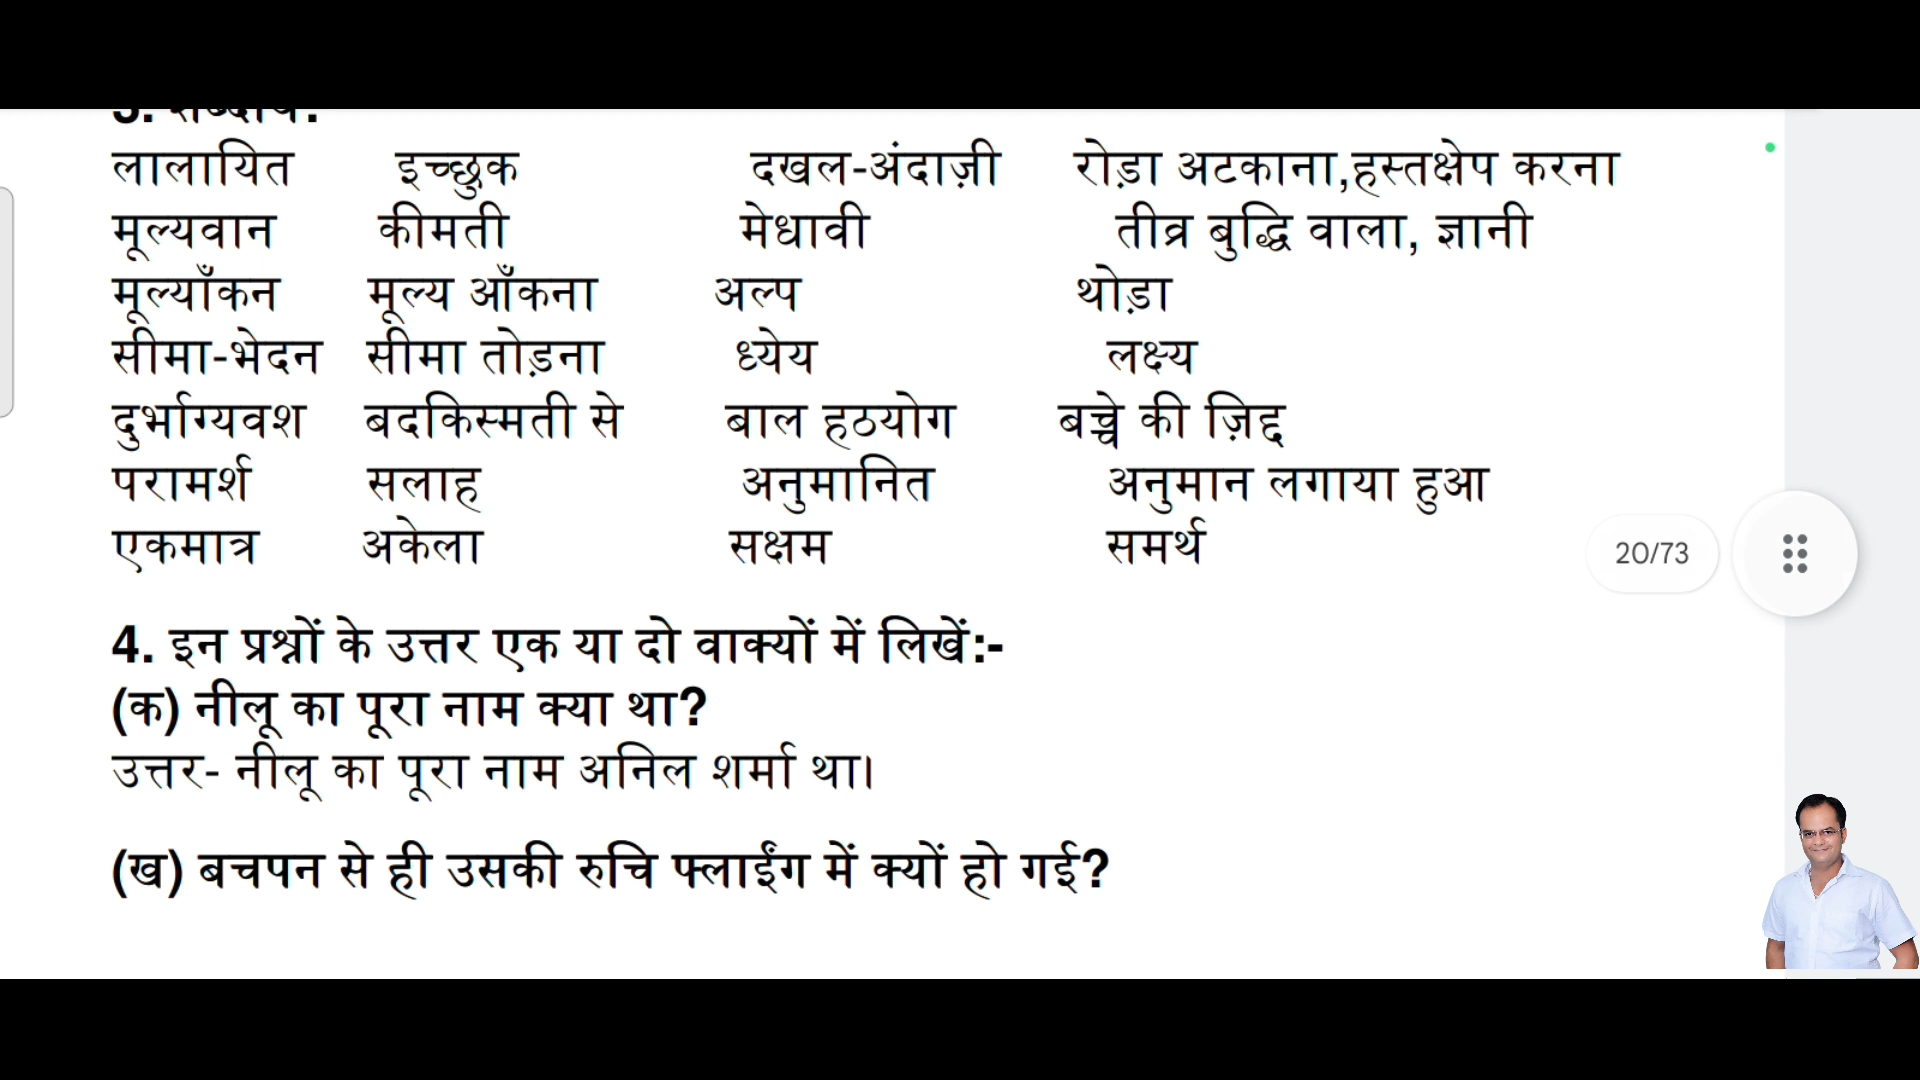 3. शब्दार्थ:
लालायित इच्छुक दखल-अंदाज़ी रोड़ा अटकाना,हस्तक्षेप करना
मूल्यवान कीमती मेधावी तीव्र बुद्धि वाला, ज्ञानी
मूल्याँकन मूल्य आँकना अल्प थोड़ा
सीमा-भेदन सीमा तोड़ना ध्येय लक्ष्य
दुर्भाग्यवश बदकिस्मती से बाल हठयोग बच्चे की ज़िद्द
परामर्श सलाह अनुमानित अनुमान लगाया हुआ
एकमात्र अकेला सक्षम समर्थ
20/73
4. इन प्रश्नों के उत्तर एक या दो वाक्यों में लिखें:-
(क) नीलू का पूरा नाम क्या था?
उत्तर- नीलू का पूरा नाम अनिल शर्मा था।
(ख) बचपन से ही उसकी रुचि फ्लाईंग में क्यों हो गई?